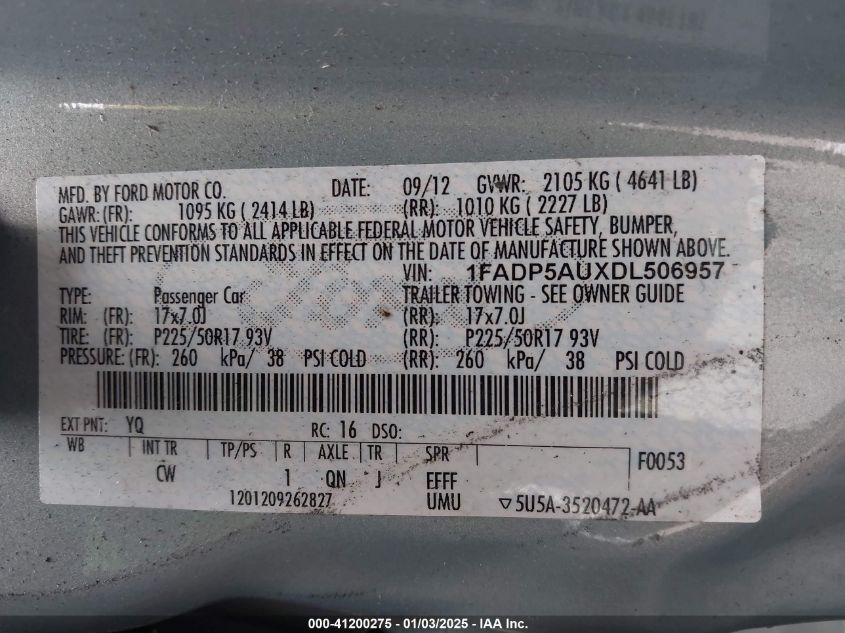 MFD. BY FORD MOTOR CO. DATE: 09/12 GVWR: 2105 KG ( 4641 LB)
GAWR: (FR): 1095 KG ( 2414 LB) (RR): 1010 KG ( 2227 LB)
THIS VEHICLE CONFORMS TO ALL APPLICABLE FEDERAL MOTOR VEHICLE SAFETY, BUMPER,
AND THEFT PREVENTION STANDARDS IN EFFECT ON THE DATE OF MANUFACTURE SHOWN ABOVE.
VIN: 1FADP5AUXDL506957
TYPE: Passenger Car TRAILER TOWING - SEE OWNER GUIDE
RIM: (FR) 17x7.0J (RR): 17x7.0J
TIRE: (FR): P225/50R17 93V (RR): P225/50R17 93V
PRESSURE: (FR): 260 kPa/ 38 PSI COLD (RR): 260 kPa/ 38 PSI COLD
EXT PNT: YQ RC: 16 DSO:
WB INT TR TP/PS R AXLE TR SPR F0053
CW 1 QN J EFFF
1201209262827 UMU ▽5U5A-3520472-AA
000-41200275 - 01/03/2025 - IAA Inc.